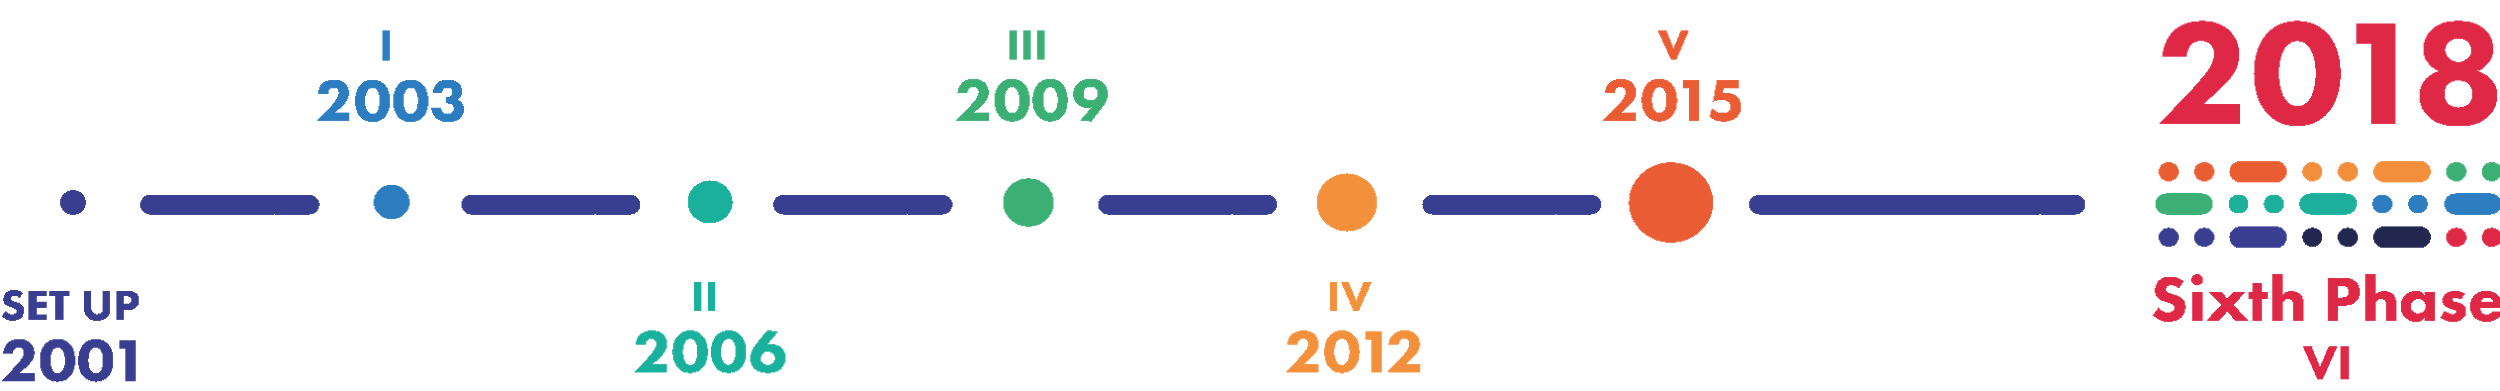 SET UP
2001
I
2003
II
2006
III
2009
IV
2012
V
2015
2018
Sixth Phase
VI